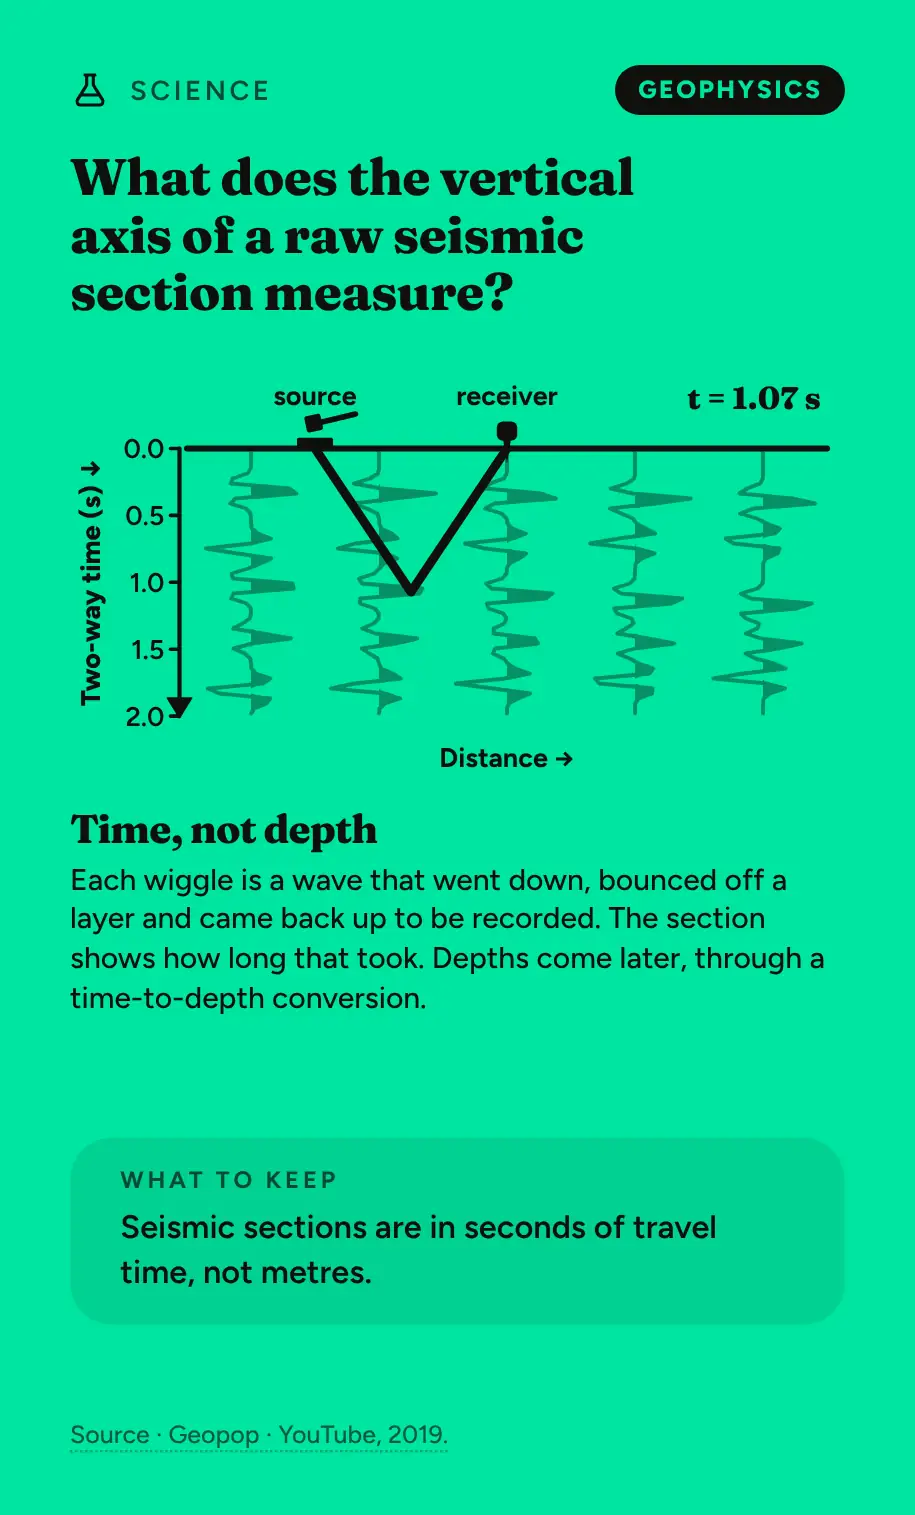 SCIENCE
GEOPHYSICS
What does the vertical
axis of a raw seismic
section measure?
source
receiver
t = 1.07 s
Two-way time (s) →
0.0
0.5
1.0
1.5
2.0
Distance →
Time, not depth
Each wiggle is a wave that went down, bounced off a
layer and came back up to be recorded. The section
shows how long that took. Depths come later, through a
time-to-depth conversion.
WHAT TO KEEP
Seismic sections are in seconds of travel
time, not metres.
Source · Geopop · YouTube, 2019.